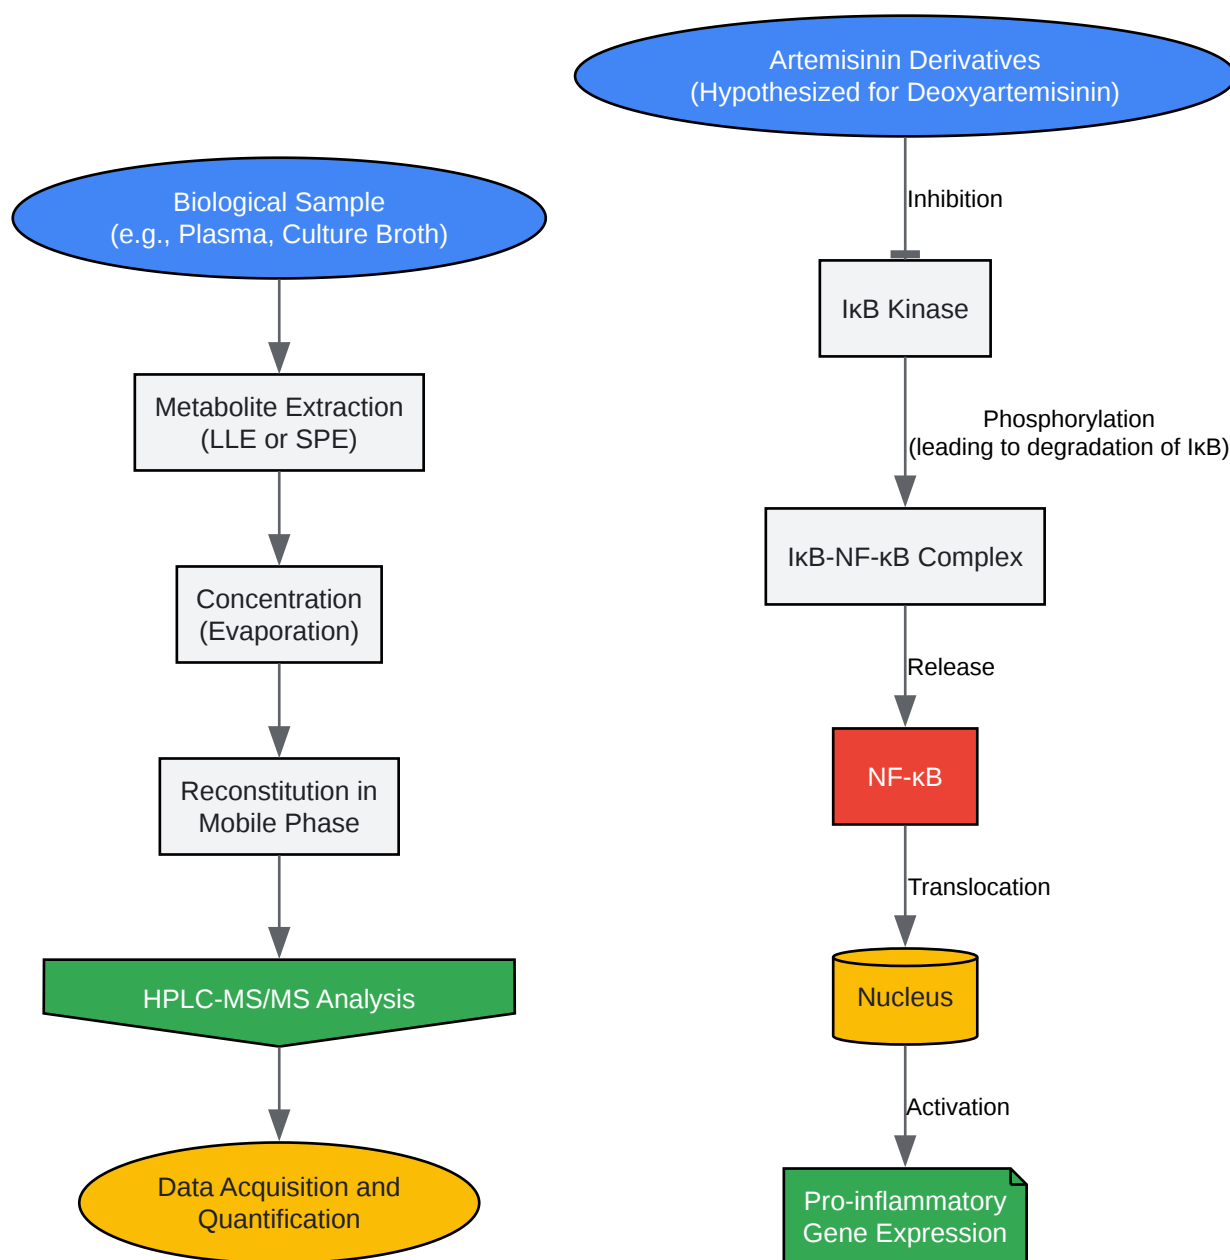 Biological Sample
(e.g., Plasma, Culture Broth)
Metabolite Extraction
(LLE or SPE)
Concentration
(Evaporation)
Reconstitution in
Mobile Phase
HPLC-MS/MS Analysis
Data Acquisition and
Quantification
Artemisinin Derivatives
(Hypothesized for Deoxyartemisinin)
Inhibition
IκB Kinase
Phosphorylation
(leading to degradation of IκB)
IκB-NF-κB Complex
Release
NF-κB
Translocation
Nucleus
Activation
Pro-inflammatory
Gene Expression